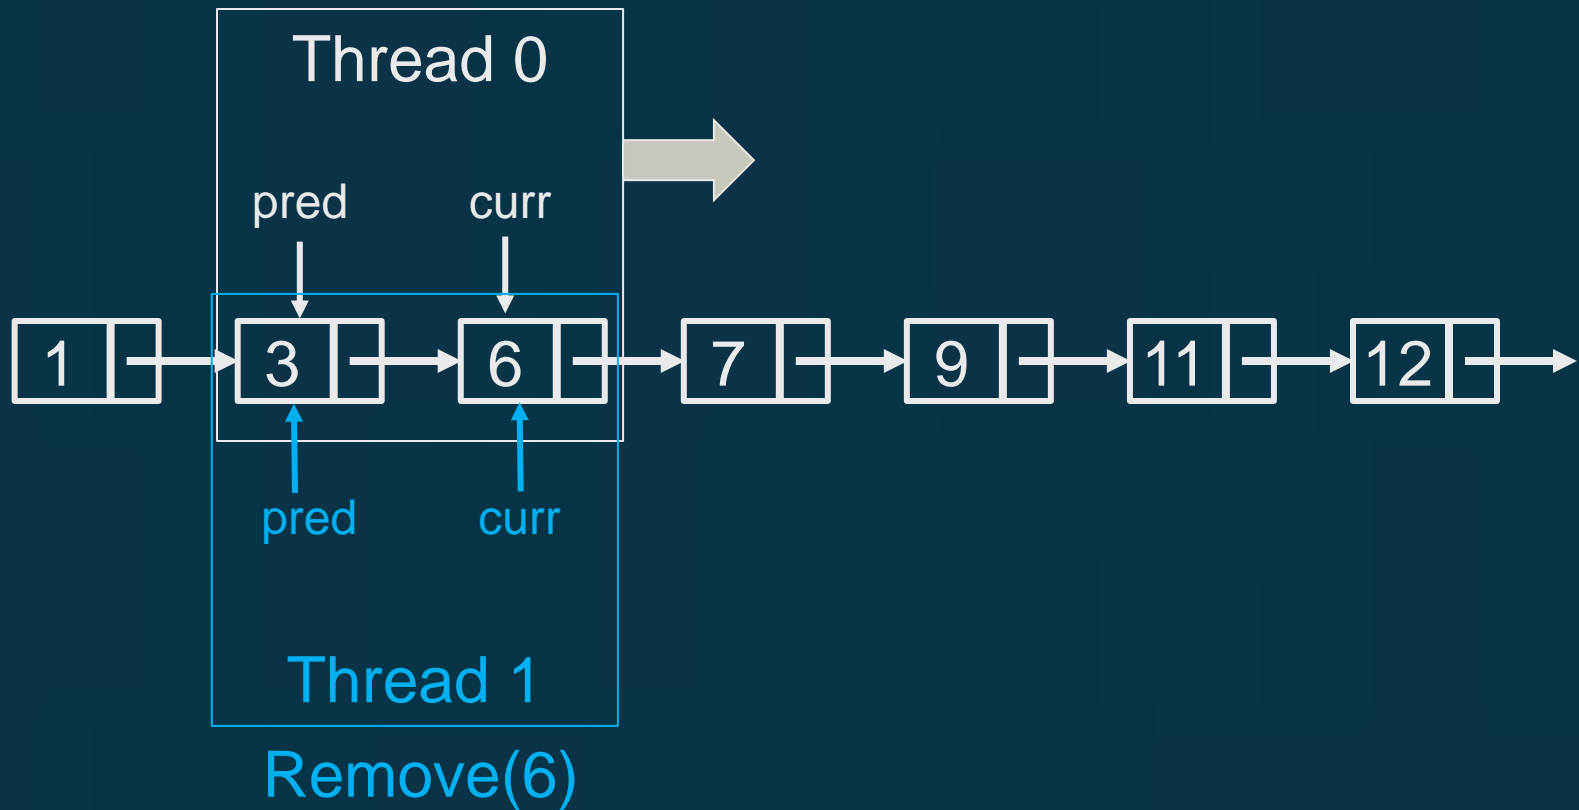 Thread 0
pred curr
1 3 6 7 9 11 12
pred curr
Thread 1
Remove(6)